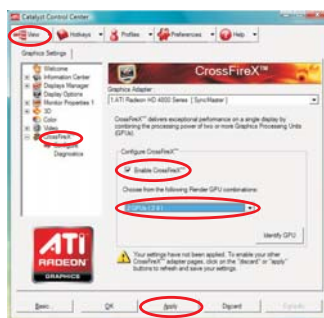 Catalyst Control Center
View
Hotkeys
Profiles
Preferences
Help
Graphics Settings
Welcome
Information Center
Displays Manager
Display Options
Monitor Properties 1
3D
Color
Video
CrossFireX
Configure
Diagnostics
CrossFireX™
Graphics Adapter
1.ATI Radeon HD 4800 Series [ SyncMaster ]
CrossFireX™ delivers exceptional performance on a single display by
combining the processing power of two or more Graphics Processing Units
(GPUs).
Configure CrossFireX™
Enable CrossFireX™
Choose from the following Render GPU combinations:
2 GPUs
Identify GPU
Your settings have not been applied. To enable your other
CrossFireX™ adapter pages, click on the "discard" or "apply"
buttons to refresh and save your settings.
ATI
RADEON
GRAPHICS
Basic...
OK
Apply
Discard
Defaults